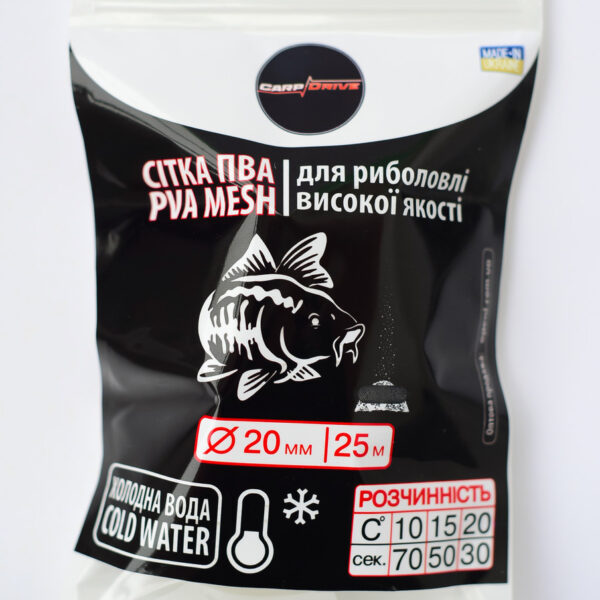 CARP DRIVE
MADE-IN
UKRAINE
СІТКА ПВА
PVA MESH
для риболовлі
високої якості
Ø 20 мм | 25 м
ХОЛОДНА ВОДА
COLD WATER
РОЗЧИННІСТЬ
C° 10 15 20
сек. 70 50 30